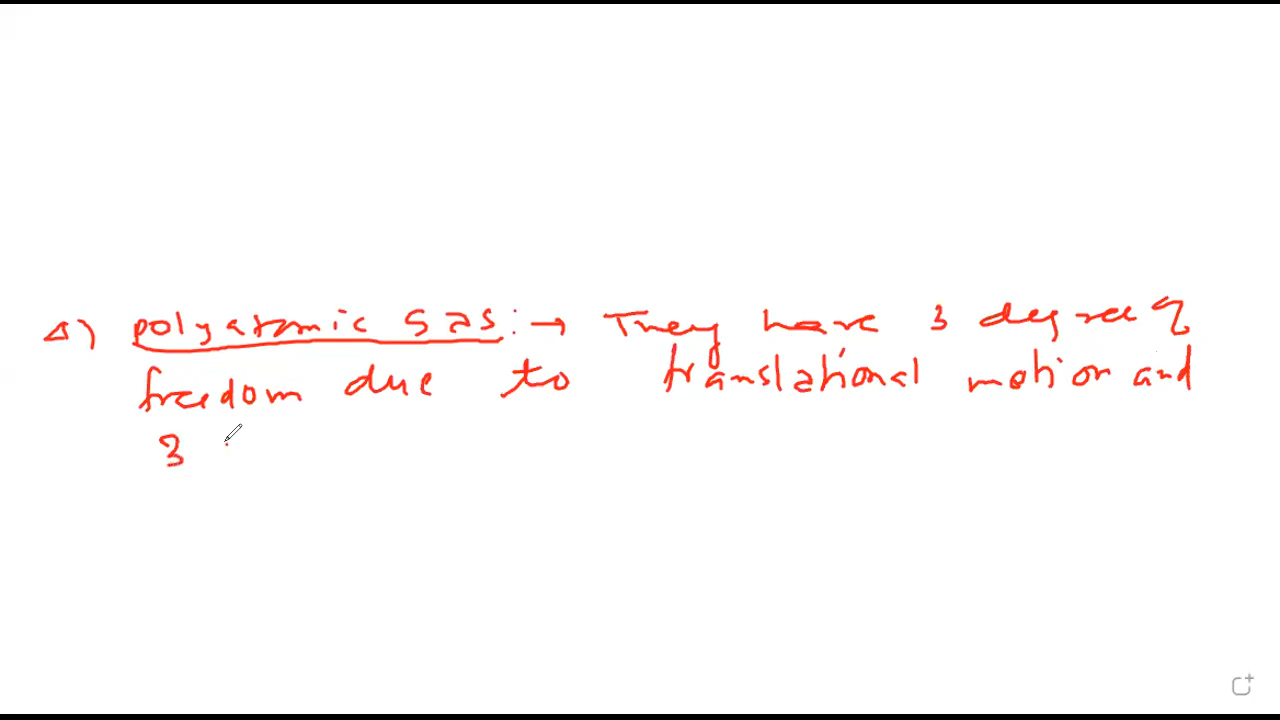 4) polyatomic gas :→ They have 3 degree of
freedom due to translational motion and
3